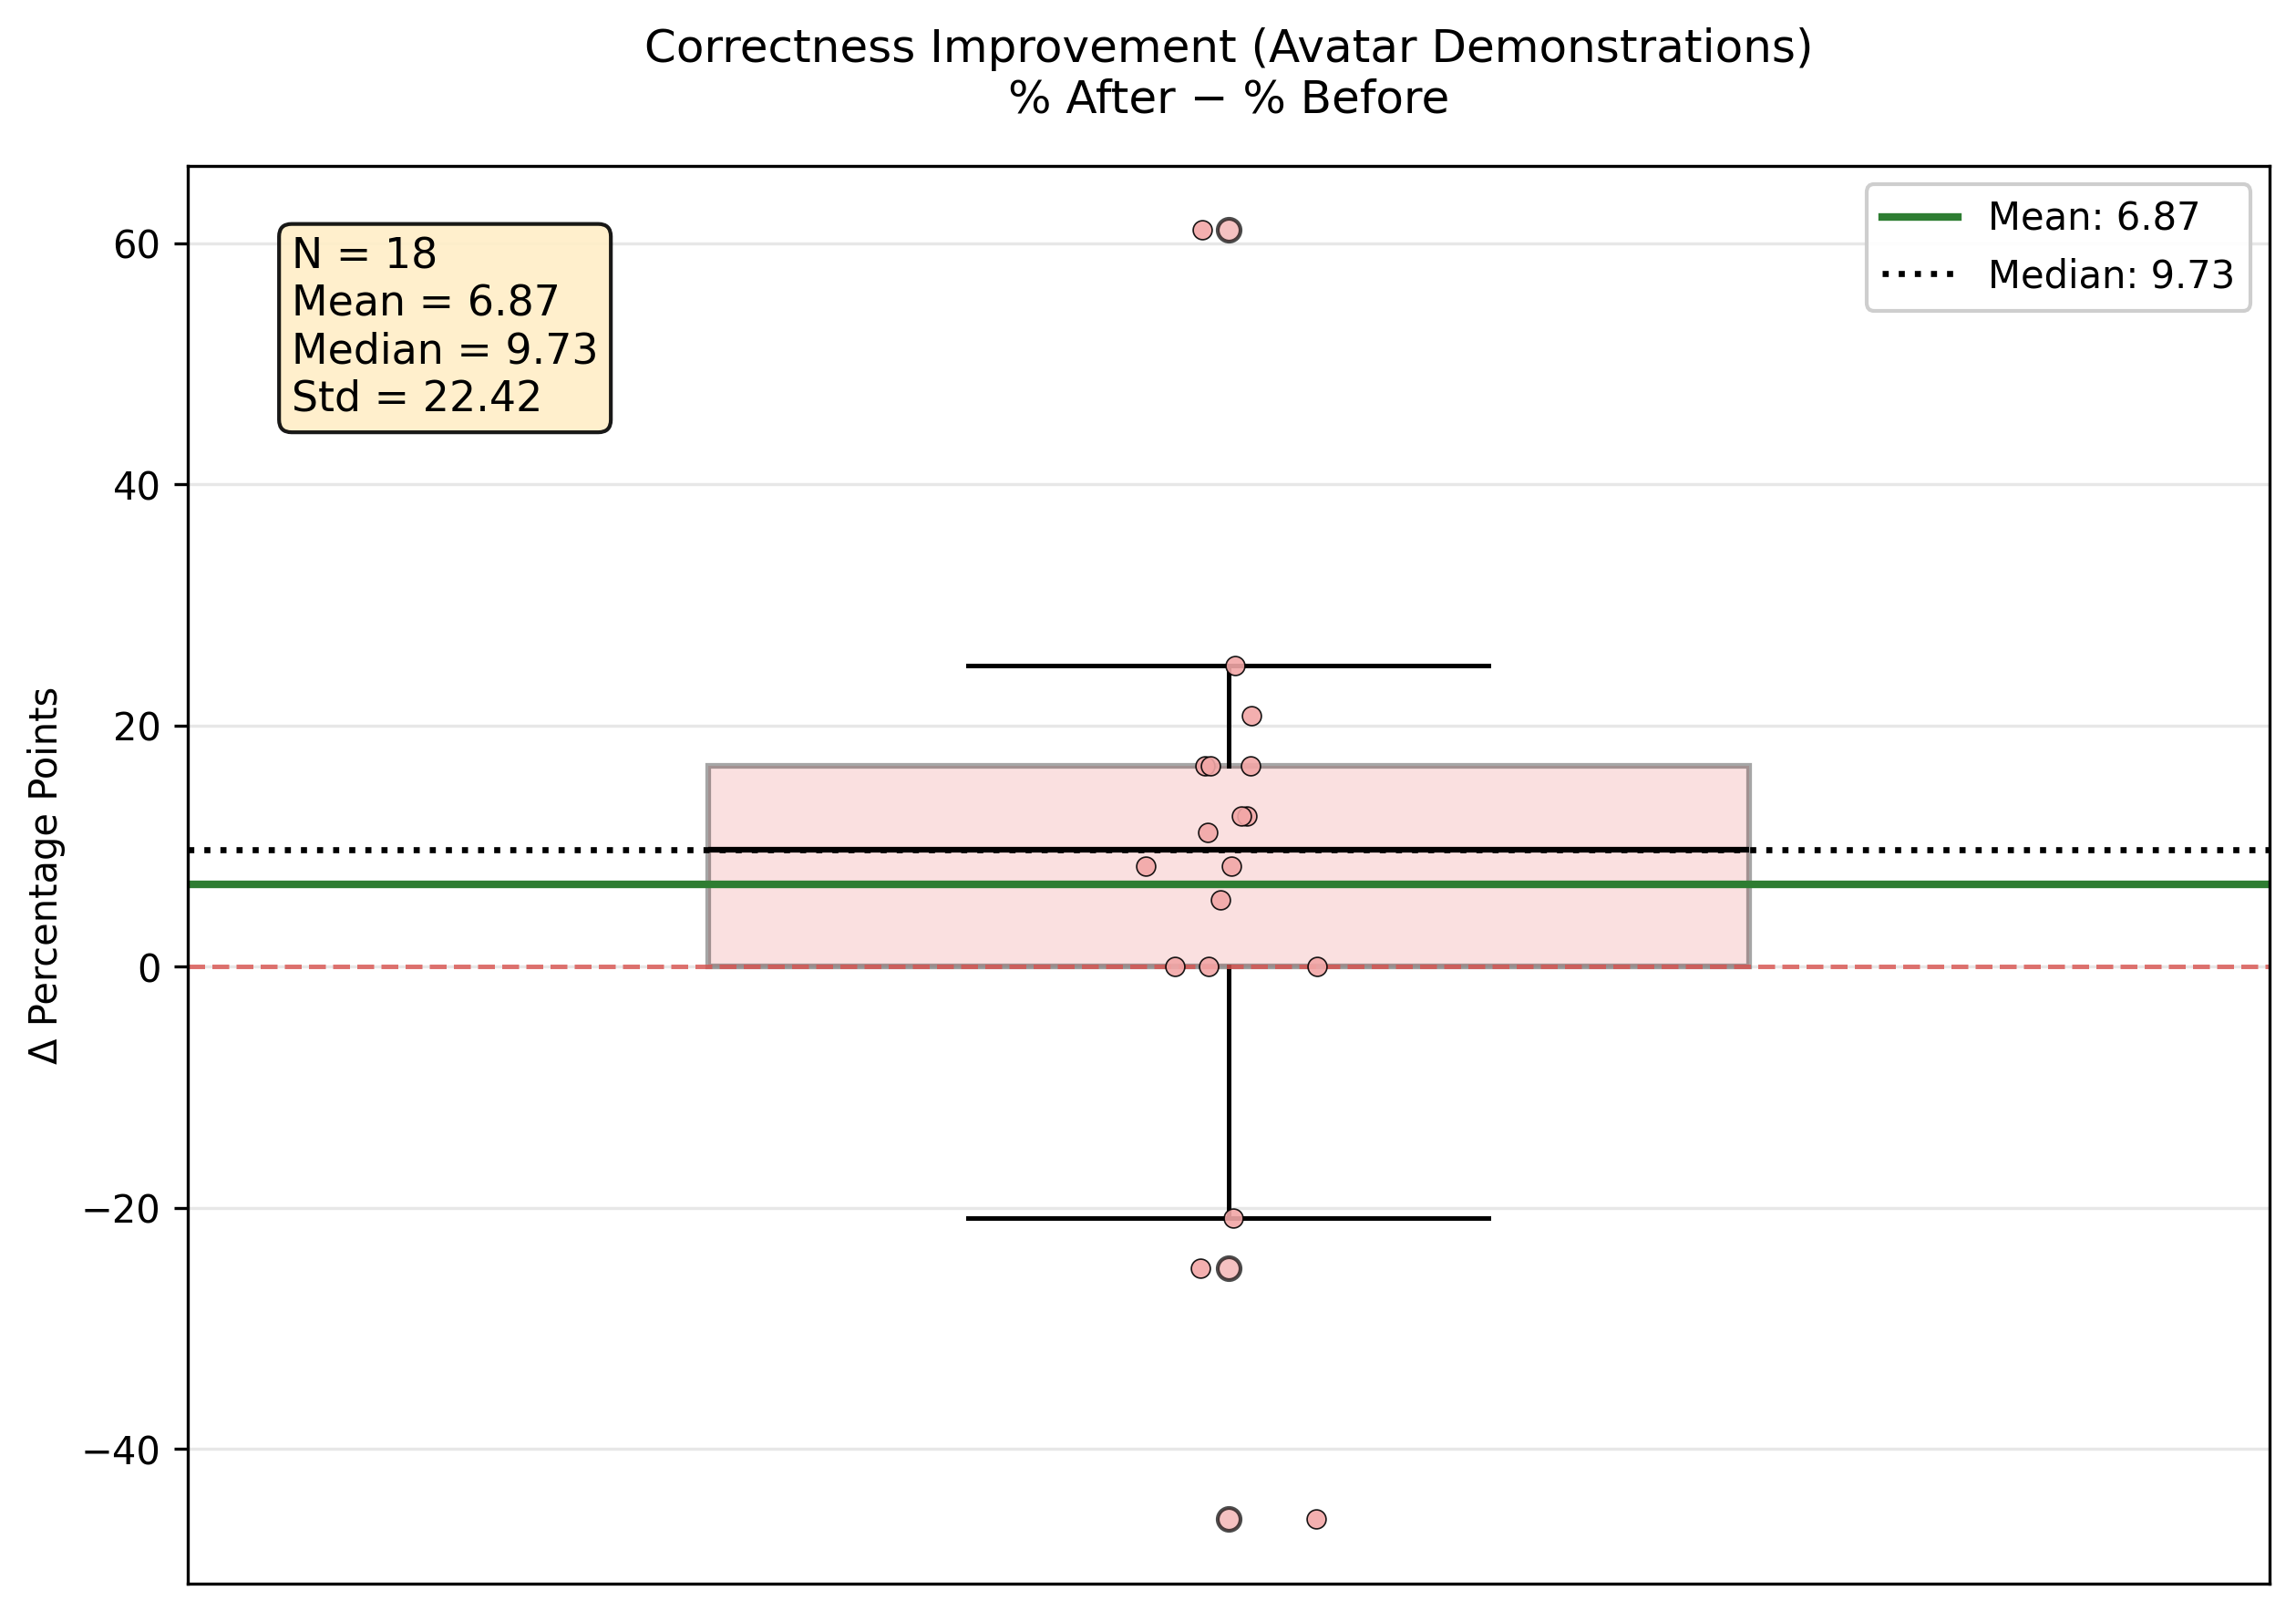 Correctness Improvement (Avatar Demonstrations)
% After − % Before
N = 18
Mean = 6.87
Median = 9.73
Std = 22.42
Mean: 6.87
Median: 9.73
Δ Percentage Points
60
40
20
0
−20
−40